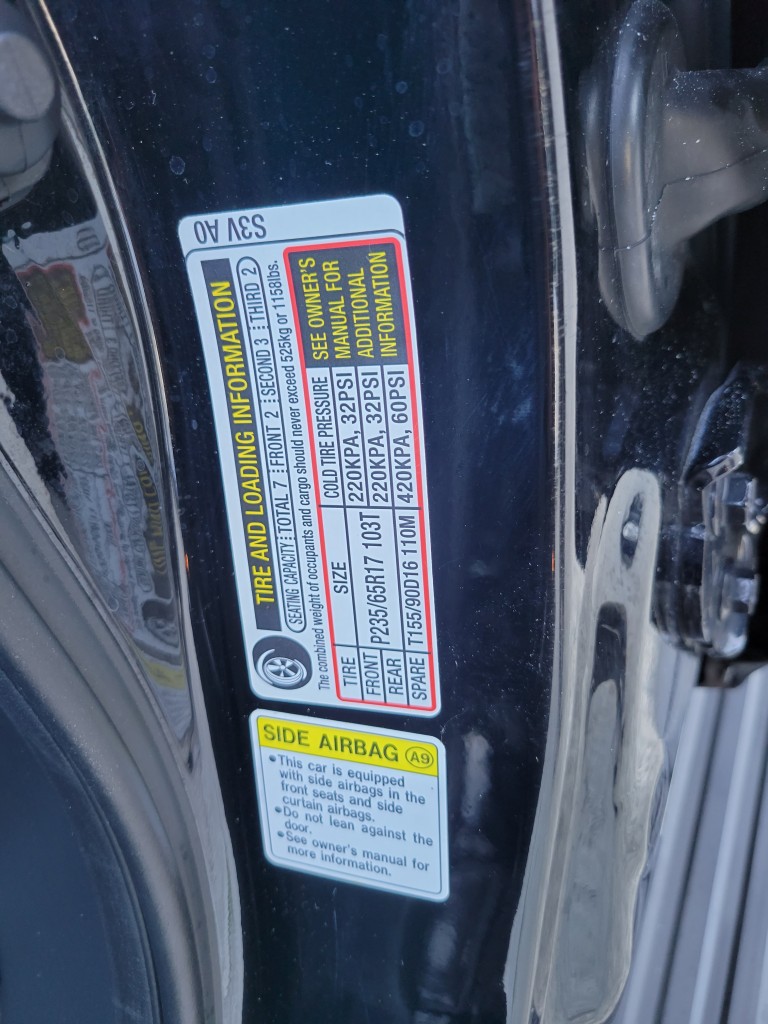 S3V A0
TIRE AND LOADING INFORMATION
SEATING CAPACITY TOTAL 7 FRONT 2 SECOND 3 THIRD 2
The combined weight of occupants and cargo should never exceed 525kg or 1158lbs.
TIRE SIZE COLD TIRE PRESSURE
FRONT P235/65R17 103T 220KPA, 32PSI
REAR 220KPA, 32PSI
SPARE T155/90D16 110M 420KPA, 60PSI
SEE OWNER'S
MANUAL FOR
ADDITIONAL
INFORMATION
SIDE AIRBAG A9
•This car is equipped
with side airbags in the
front seats and side
curtain airbags.
•Do not lean against the
door.
•See owner's manual for
more information.